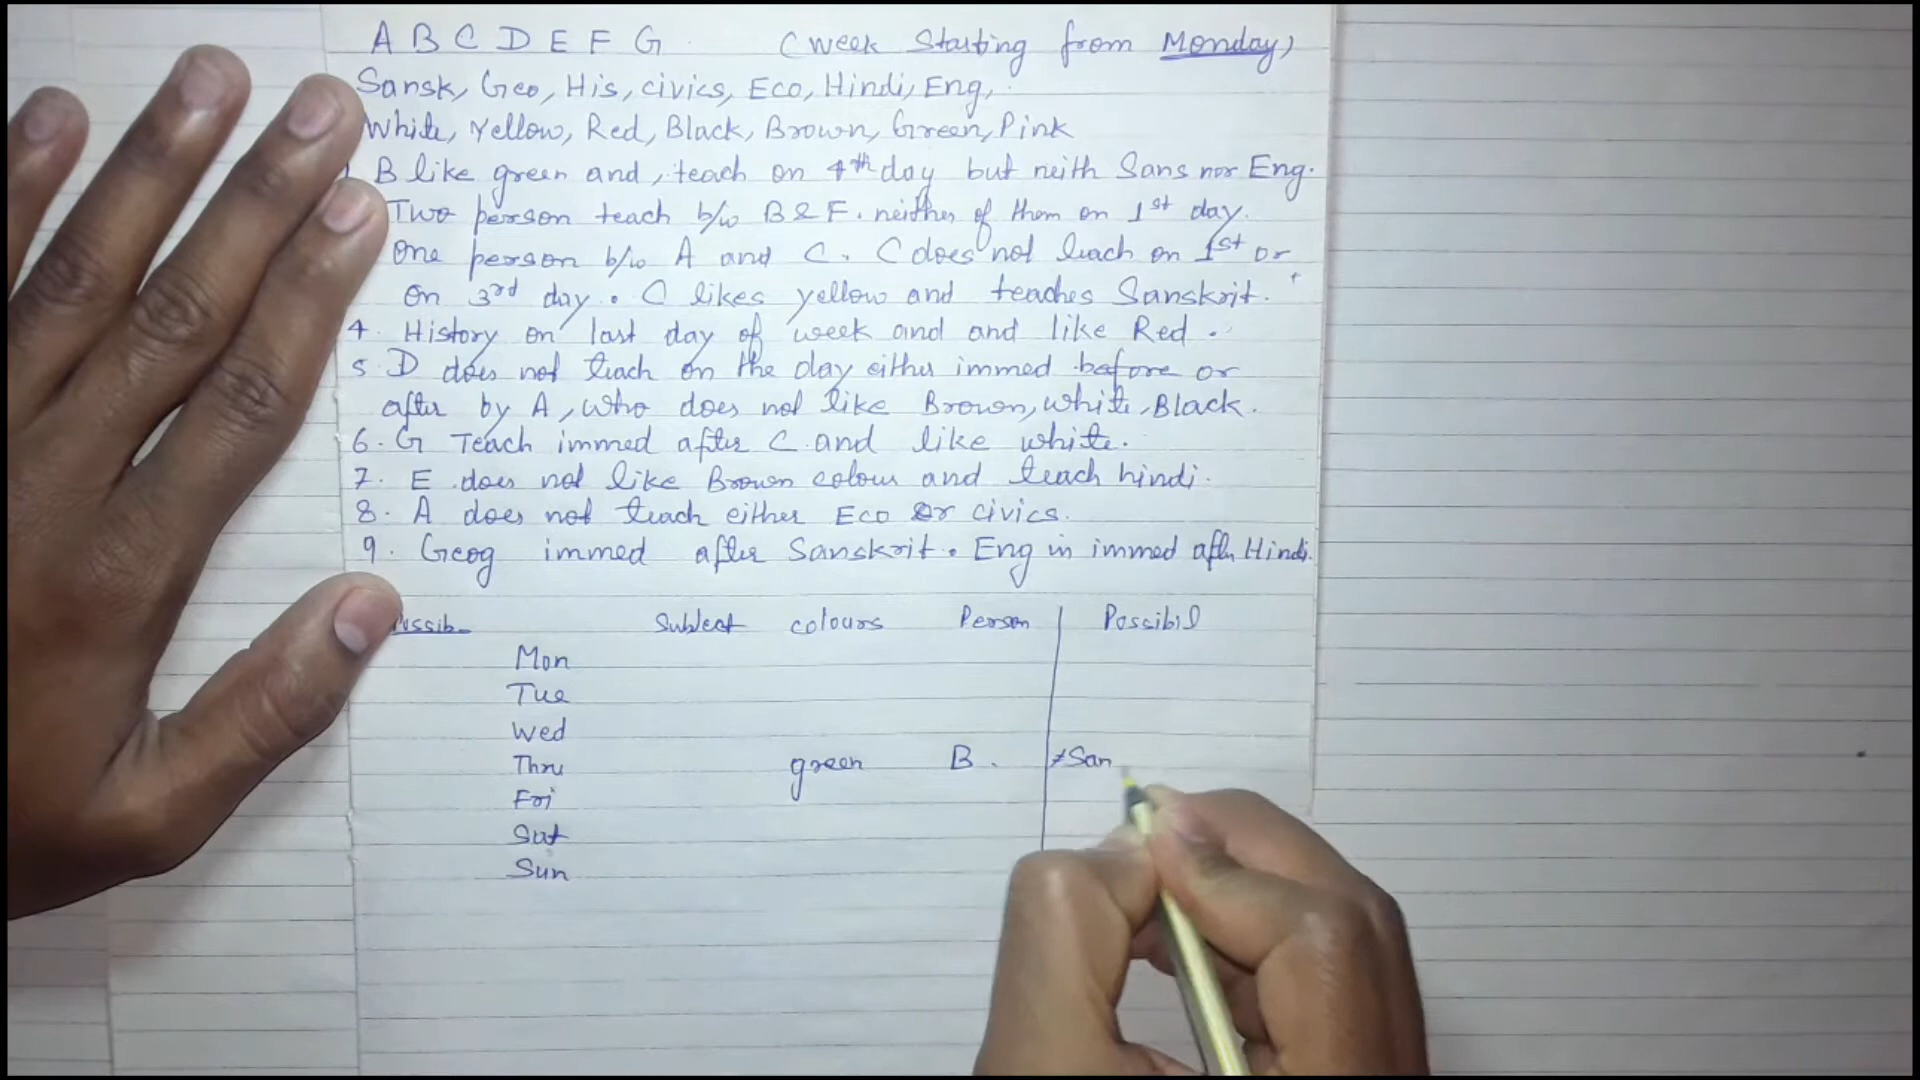 A B C D E F G (week Starting from Monday)
Sansk, Geo, His, civics, Eco, Hindi, Eng,
White, Yellow, Red, Black, Brown, Green, Pink
B like green and, teach on 4th day but neith Sans nor Eng.
Two person teach b/w B & F. neither of them on 1st day.
One person b/w A and C. C does not teach on 1st or
on 3rd day. C likes yellow and teaches Sanskrit.
4. History on last day of week and and like Red.
5. D does not teach on the day either immed before or
after by A, who does not like Brown, white, Black.
6. G Teach immed after C and like white.
7. E does not like Brown colour and teach hindi.
8. A does not teach either Eco or civics.
9. Geog immed after Sanskrit. Eng in immed aftr Hindi.
Subject colours Person Possibil
Mon
Tue
Wed
Thru green B. ≠San
Fri
Sat
Sun